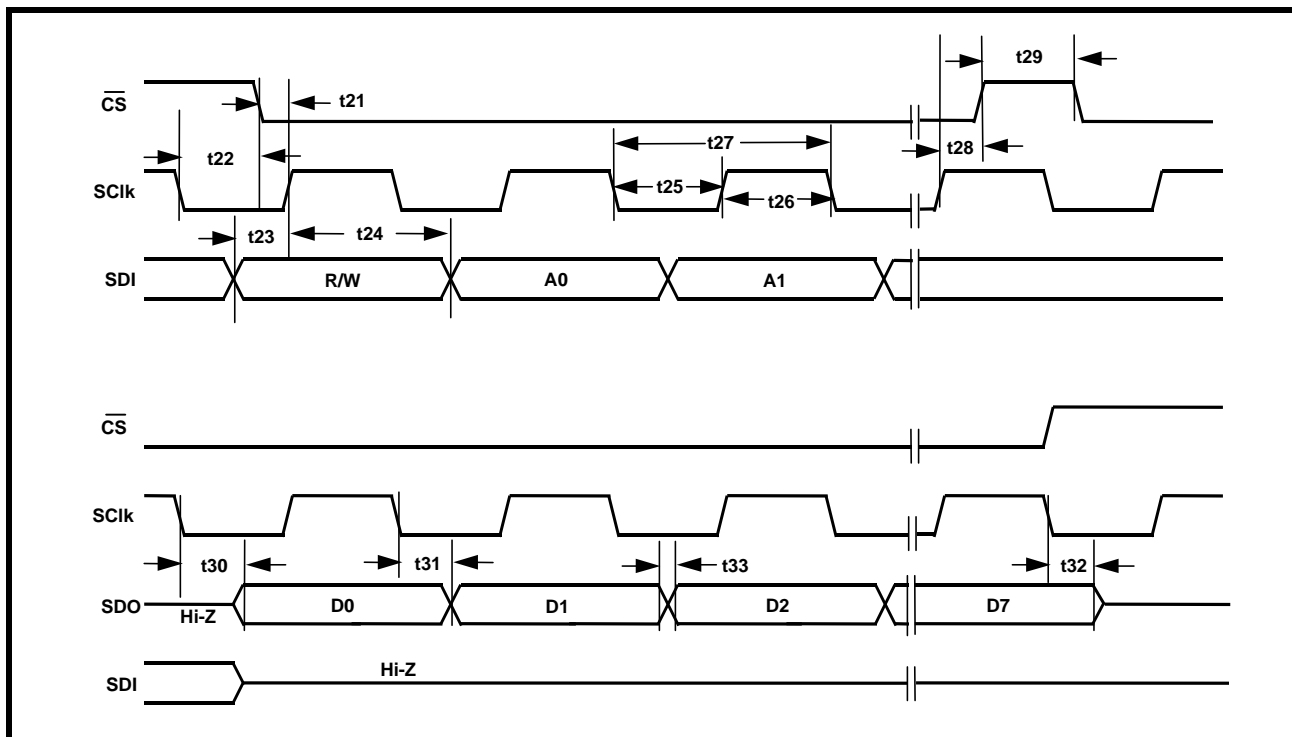 t29
CS
t21
t27
t22
t28
SClk
t25
t26
t23
t24
SDI
R/W
A0
A1
CS
SClk
t30
t31
t33
t32
SDO
Hi-Z
D0
D1
D2
D7
Hi-Z
SDI